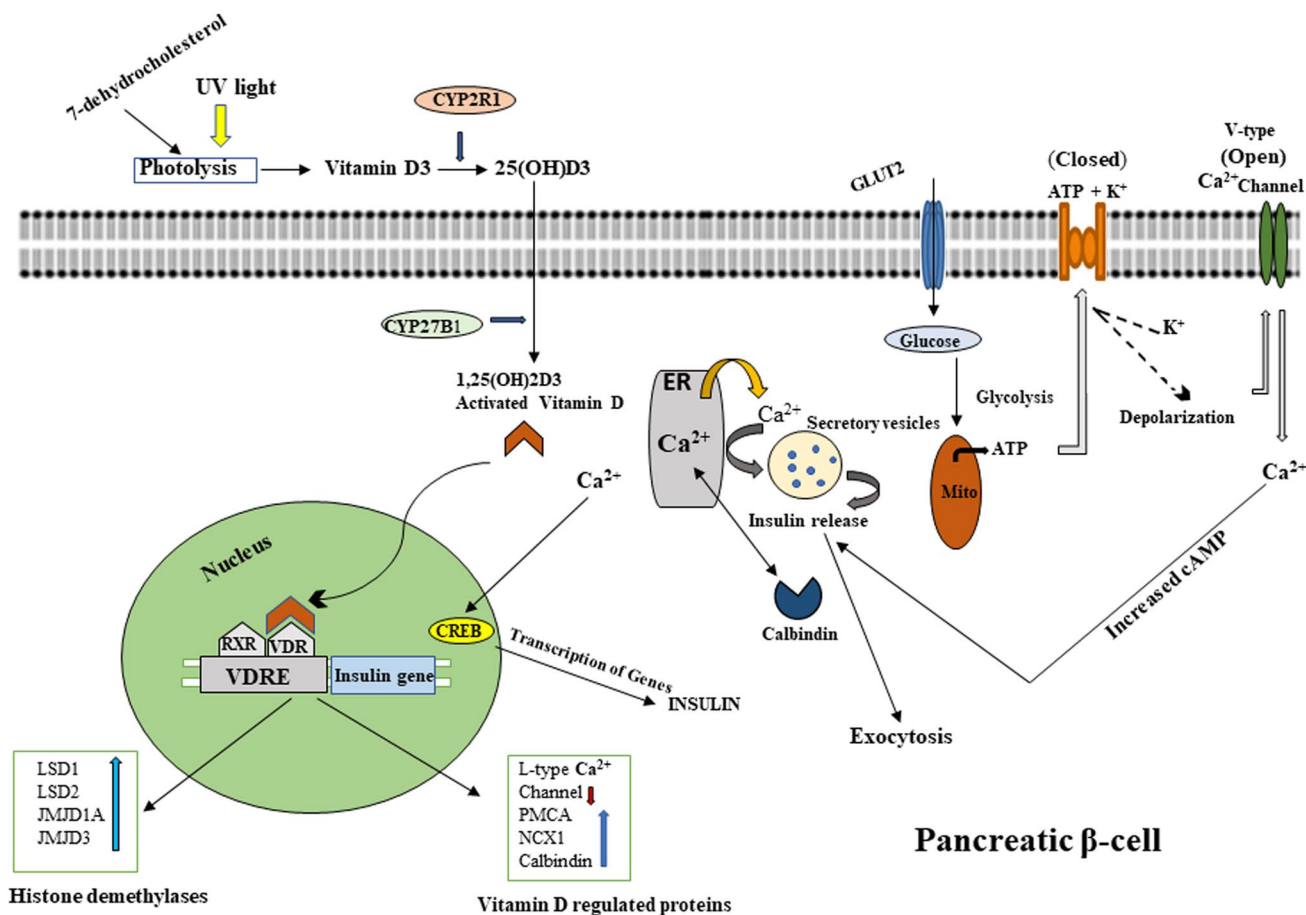 7-dehydrocholesterol
UV light
Photolysis
Vitamin D3
CYP2R1
25(OH)D3
GLUT2
(Closed)
ATP + K⁺
V-type
(Open)
Ca²⁺ Channel
CYP27B1
1,25(OH)2D3
Activated Vitamin D
Ca²⁺
ER
Ca²⁺
Ca²⁺
Secretory vesicles
Insulin release
Glucose
Glycolysis
ATP
Mito
K⁺
Depolarization
Ca²⁺
Increased cAMP
Calbindin
Exocytosis
Nucleus
RXR
VDR
VDRE
Insulin gene
CREB
Transcription of Genes
INSULIN
LSD1
LSD2
JMJD1A
JMJD3
Histone demethylases
L-type Ca²⁺
Channel
PMCA
NCX1
Calbindin
Vitamin D regulated proteins
Pancreatic β-cell